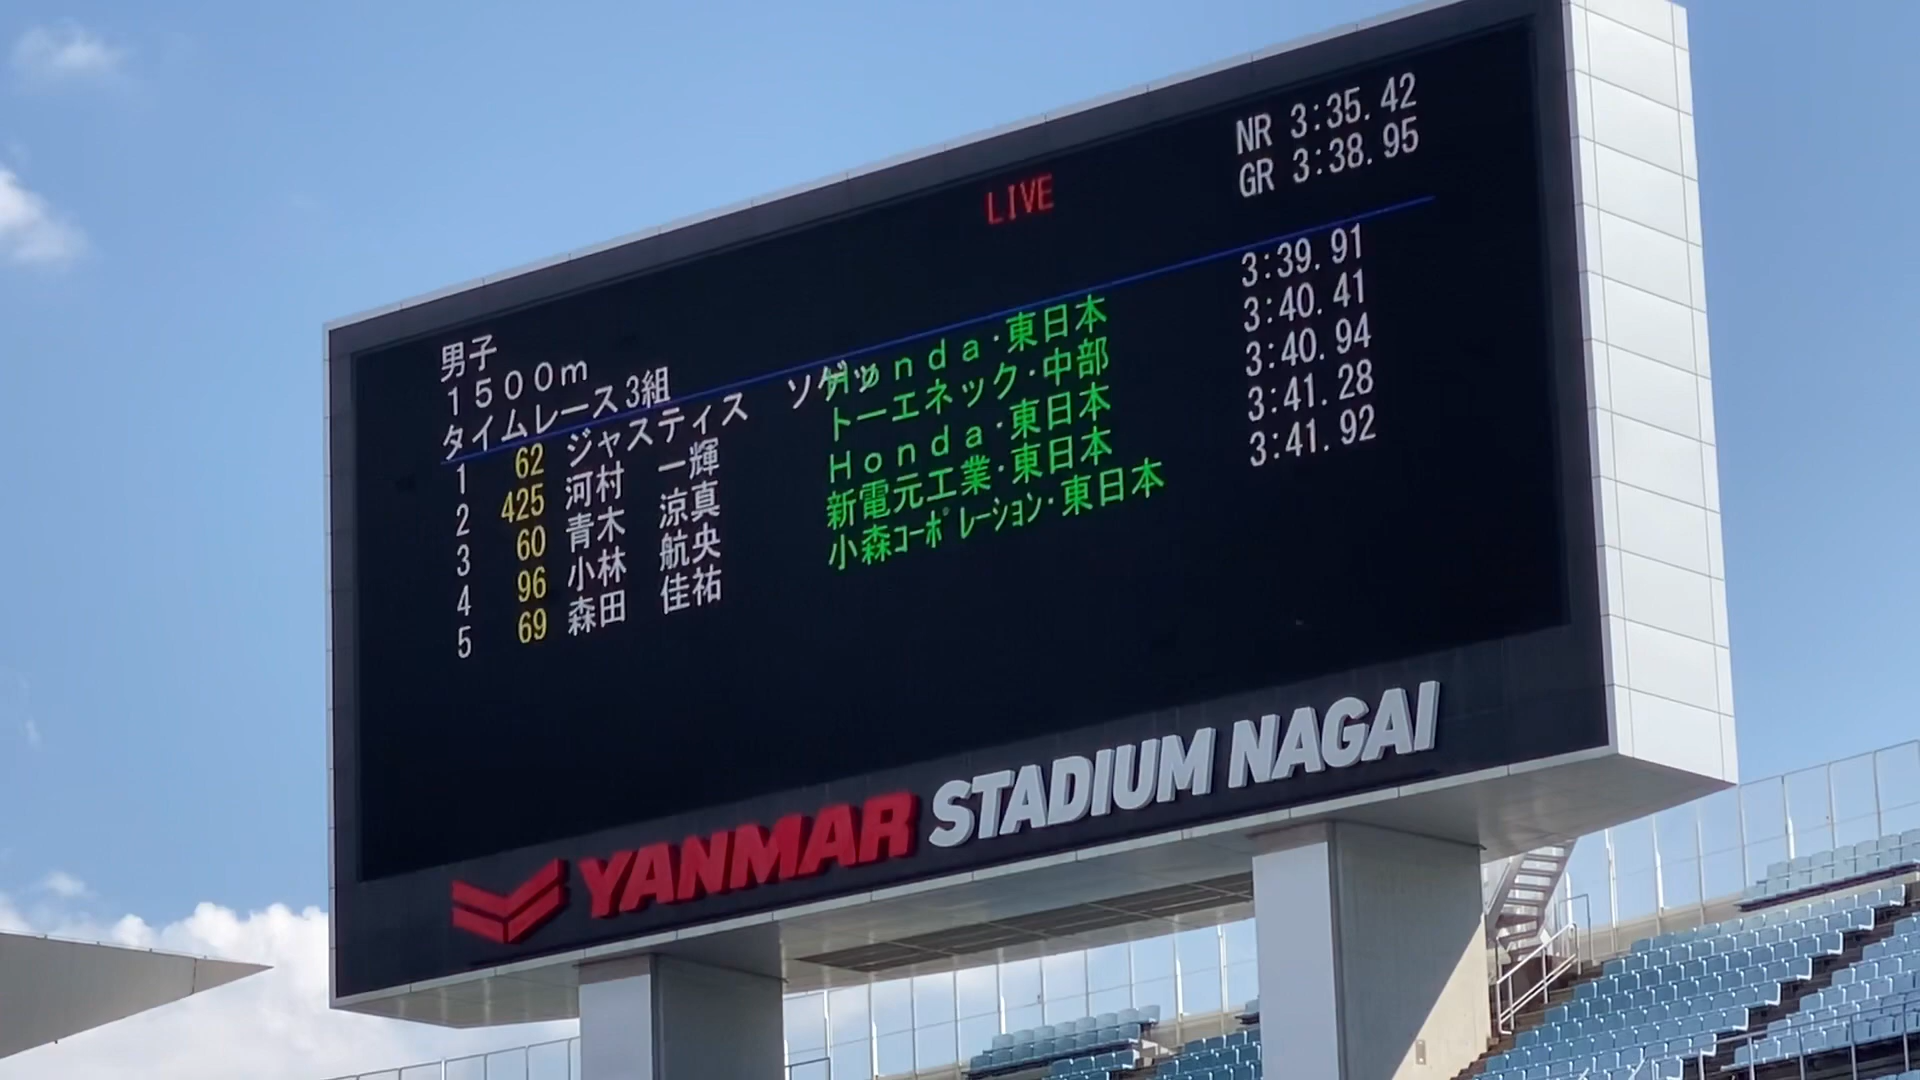 NR 3:35.42
GR 3:38.95
LIVE
男子
1500m
タイムレース3組
1 62 ジャスティス ソゲッ Honda·東日本 3:39.91
2 425 河村 一輝 トーエネック·中部 3:40.41
3 60 青木 涼真 Honda·東日本 3:40.94
4 96 小林 航央 新電元工業·東日本 3:41.28
5 69 森田 佳祐 小森コーポレーション·東日本 3:41.92
YANMAR STADIUM NAGAI